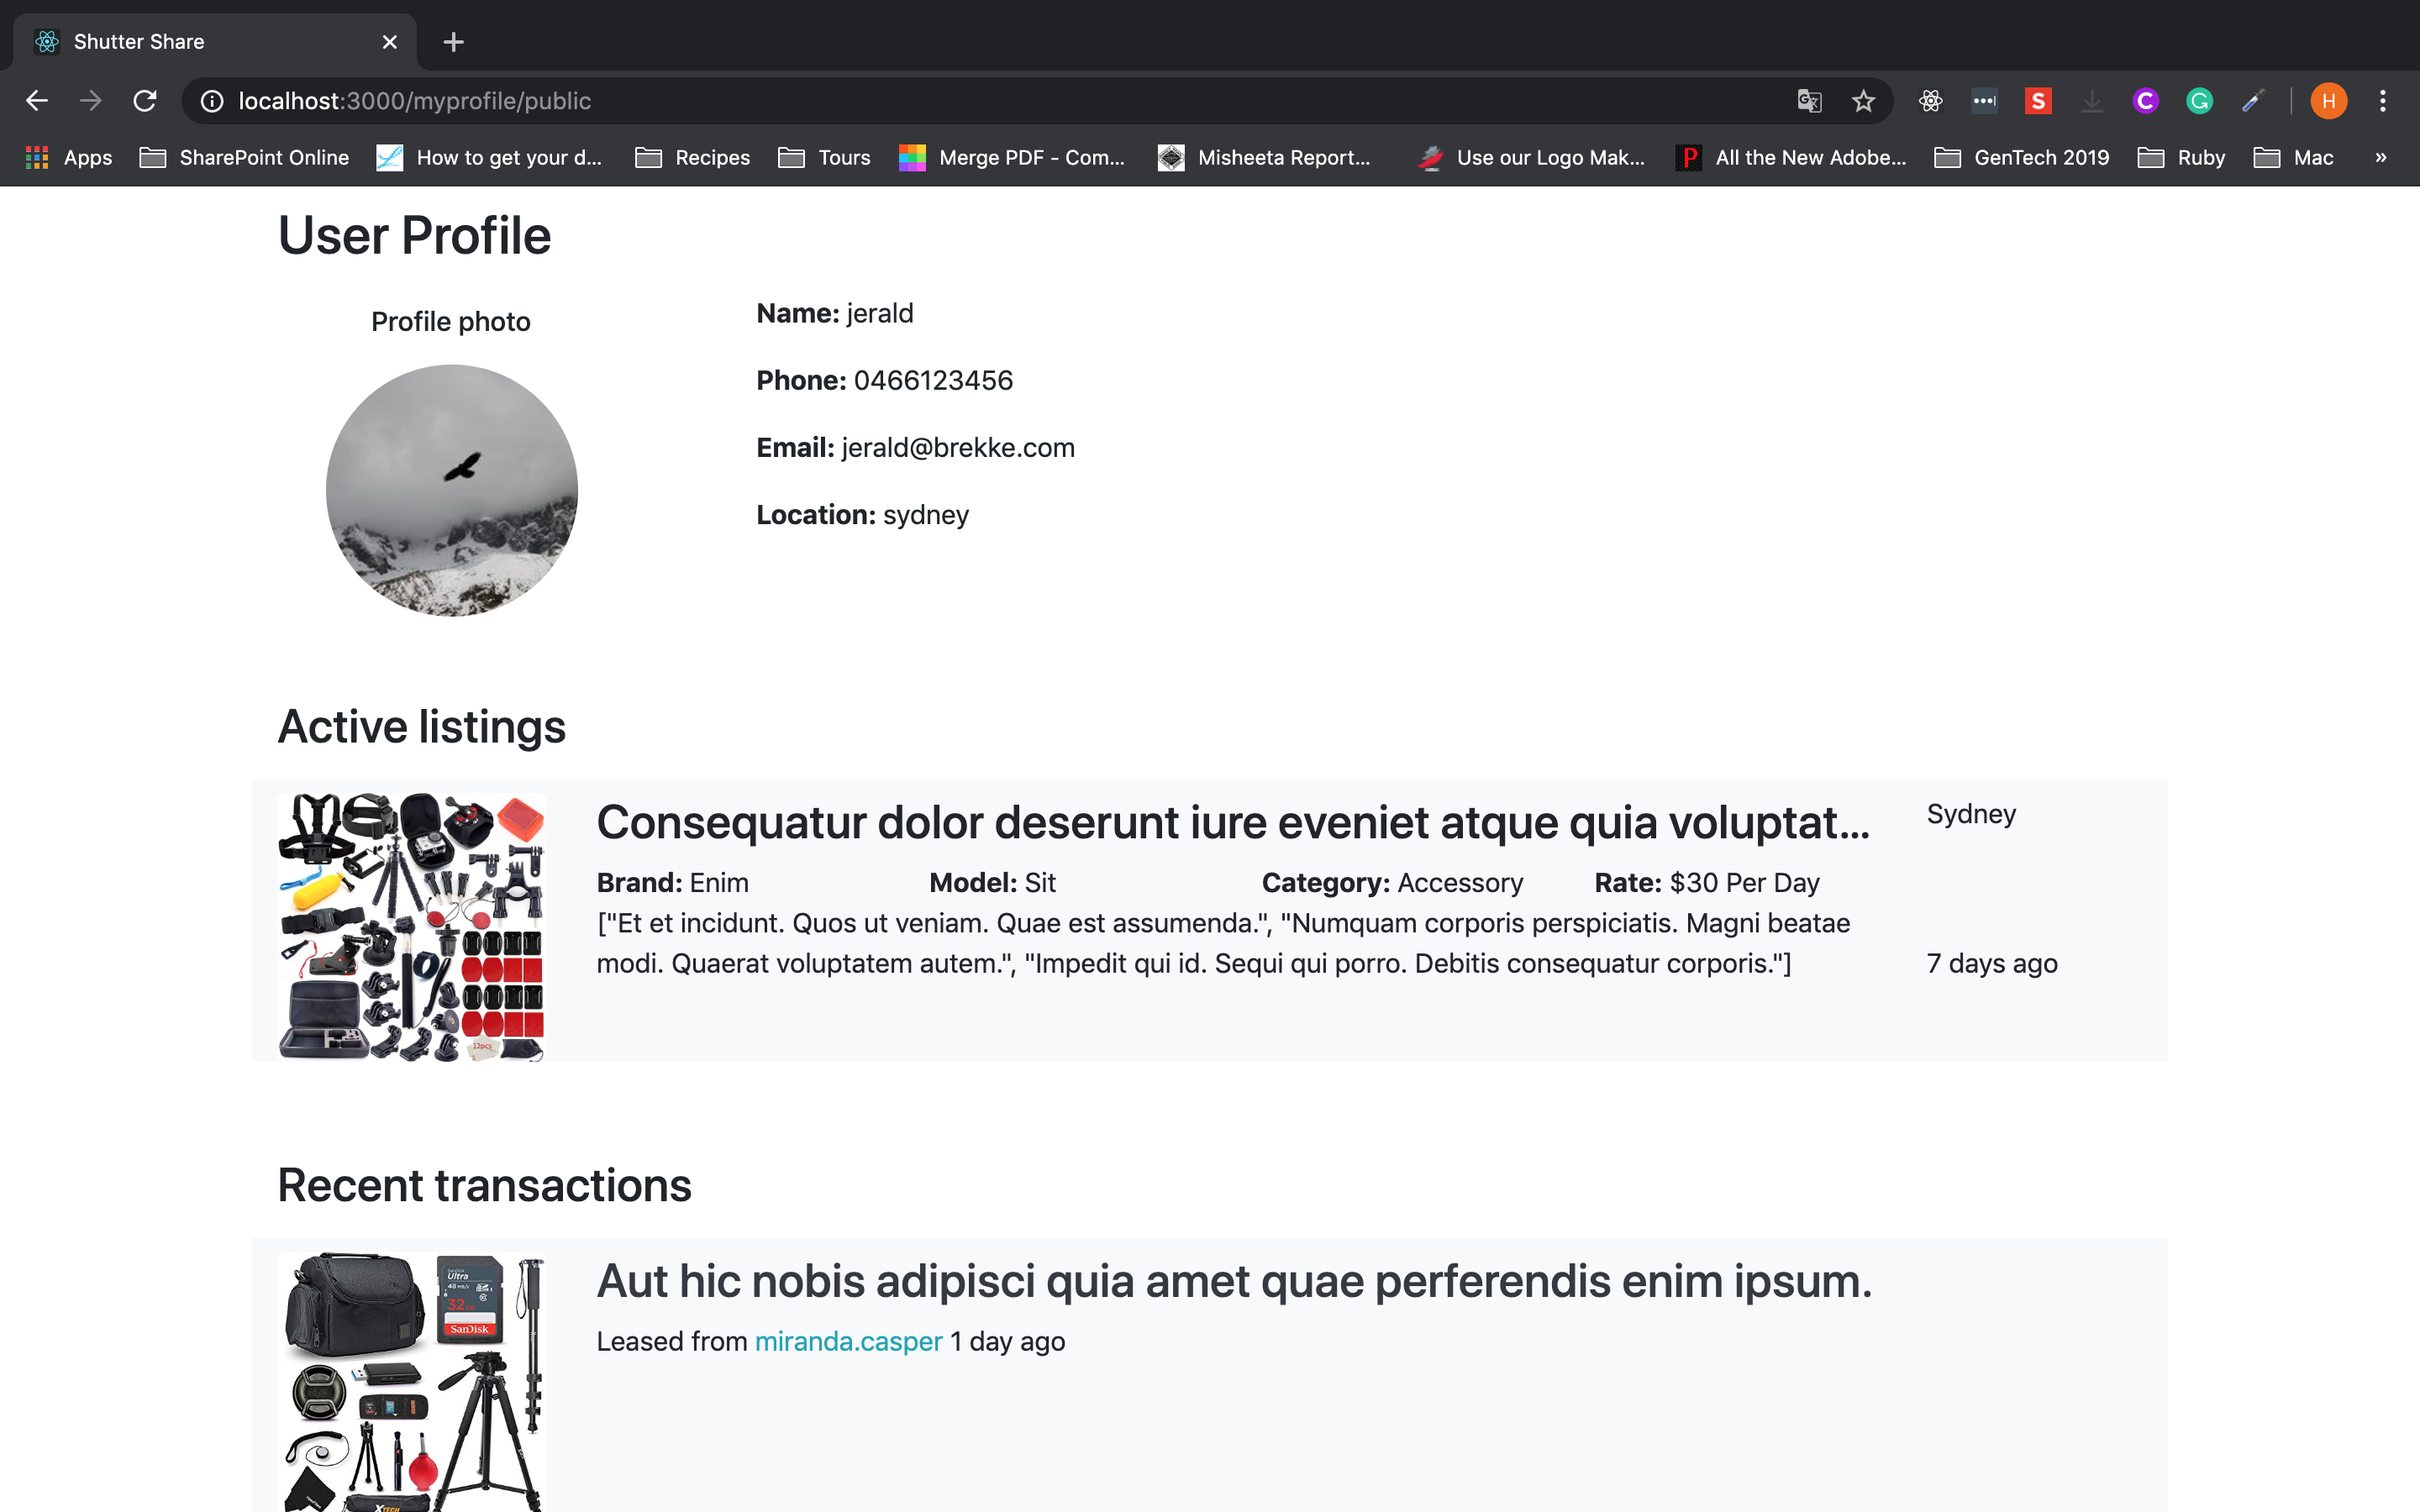 Shutter Share
localhost:3000/myprofile/public
Apps SharePoint Online How to get your d... Recipes Tours Merge PDF - Com... Misheeta Report... Use our Logo Mak... All the New Adobe... GenTech 2019 Ruby Mac »
User Profile
Profile photo
Name: jerald
Phone: 0466123456
Email: jerald@brekke.com
Location: sydney
Active listings
Consequatur dolor deserunt iure eveniet atque quia voluptat...
Sydney
Brand: Enim Model: Sit Category: Accessory Rate: $30 Per Day
["Et et incidunt. Quos ut veniam. Quae est assumenda.", "Numquam corporis perspiciatis. Magni beatae
modi. Quaerat voluptatem autem.", "Impedit qui id. Sequi qui porro. Debitis consequatur corporis."]
7 days ago
12pcs
Recent transactions
Aut hic nobis adipisci quia amet quae perferendis enim ipsum.
Leased from miranda.casper 1 day ago
Ultra
32
SanDisk
XTECH